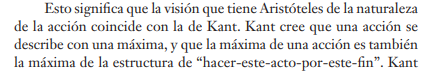 Esto significa que la visión que tiene Aristóteles de la naturaleza
de la acción coincide con la de Kant. Kant cree que una acción se
describe con una máxima, y que la máxima de una acción es también
la máxima de la estructura de “hacer-este-acto-por-este-fin”. Kant